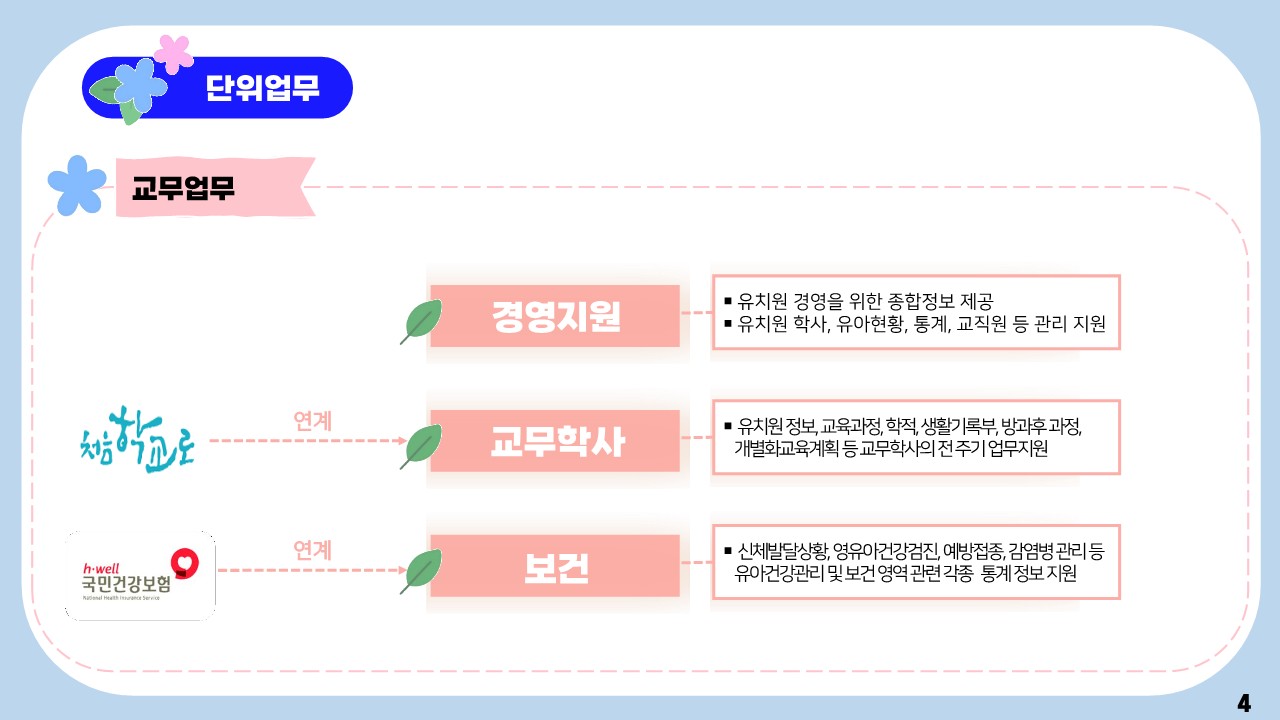 단위업무
교무업무
경영지원
▪ 유치원 경영을 위한 종합정보 제공
▪ 유치원 학사, 유아현황, 통계, 교직원 등 관리 지원
처음학교로
연계
교무학사
▪ 유치원 정보, 교육과정, 학적, 생활기록부, 방과후 과정,
개별화교육계획 등 교무학사의 전 주기 업무지원
h·well
국민건강보험
National Health Insurance Service
연계
보건
▪ 신체발달상황, 영유아건강검진, 예방접종, 감염병 관리 등
유아건강관리 및 보건 영역 관련 각종 통계 정보 지원
4